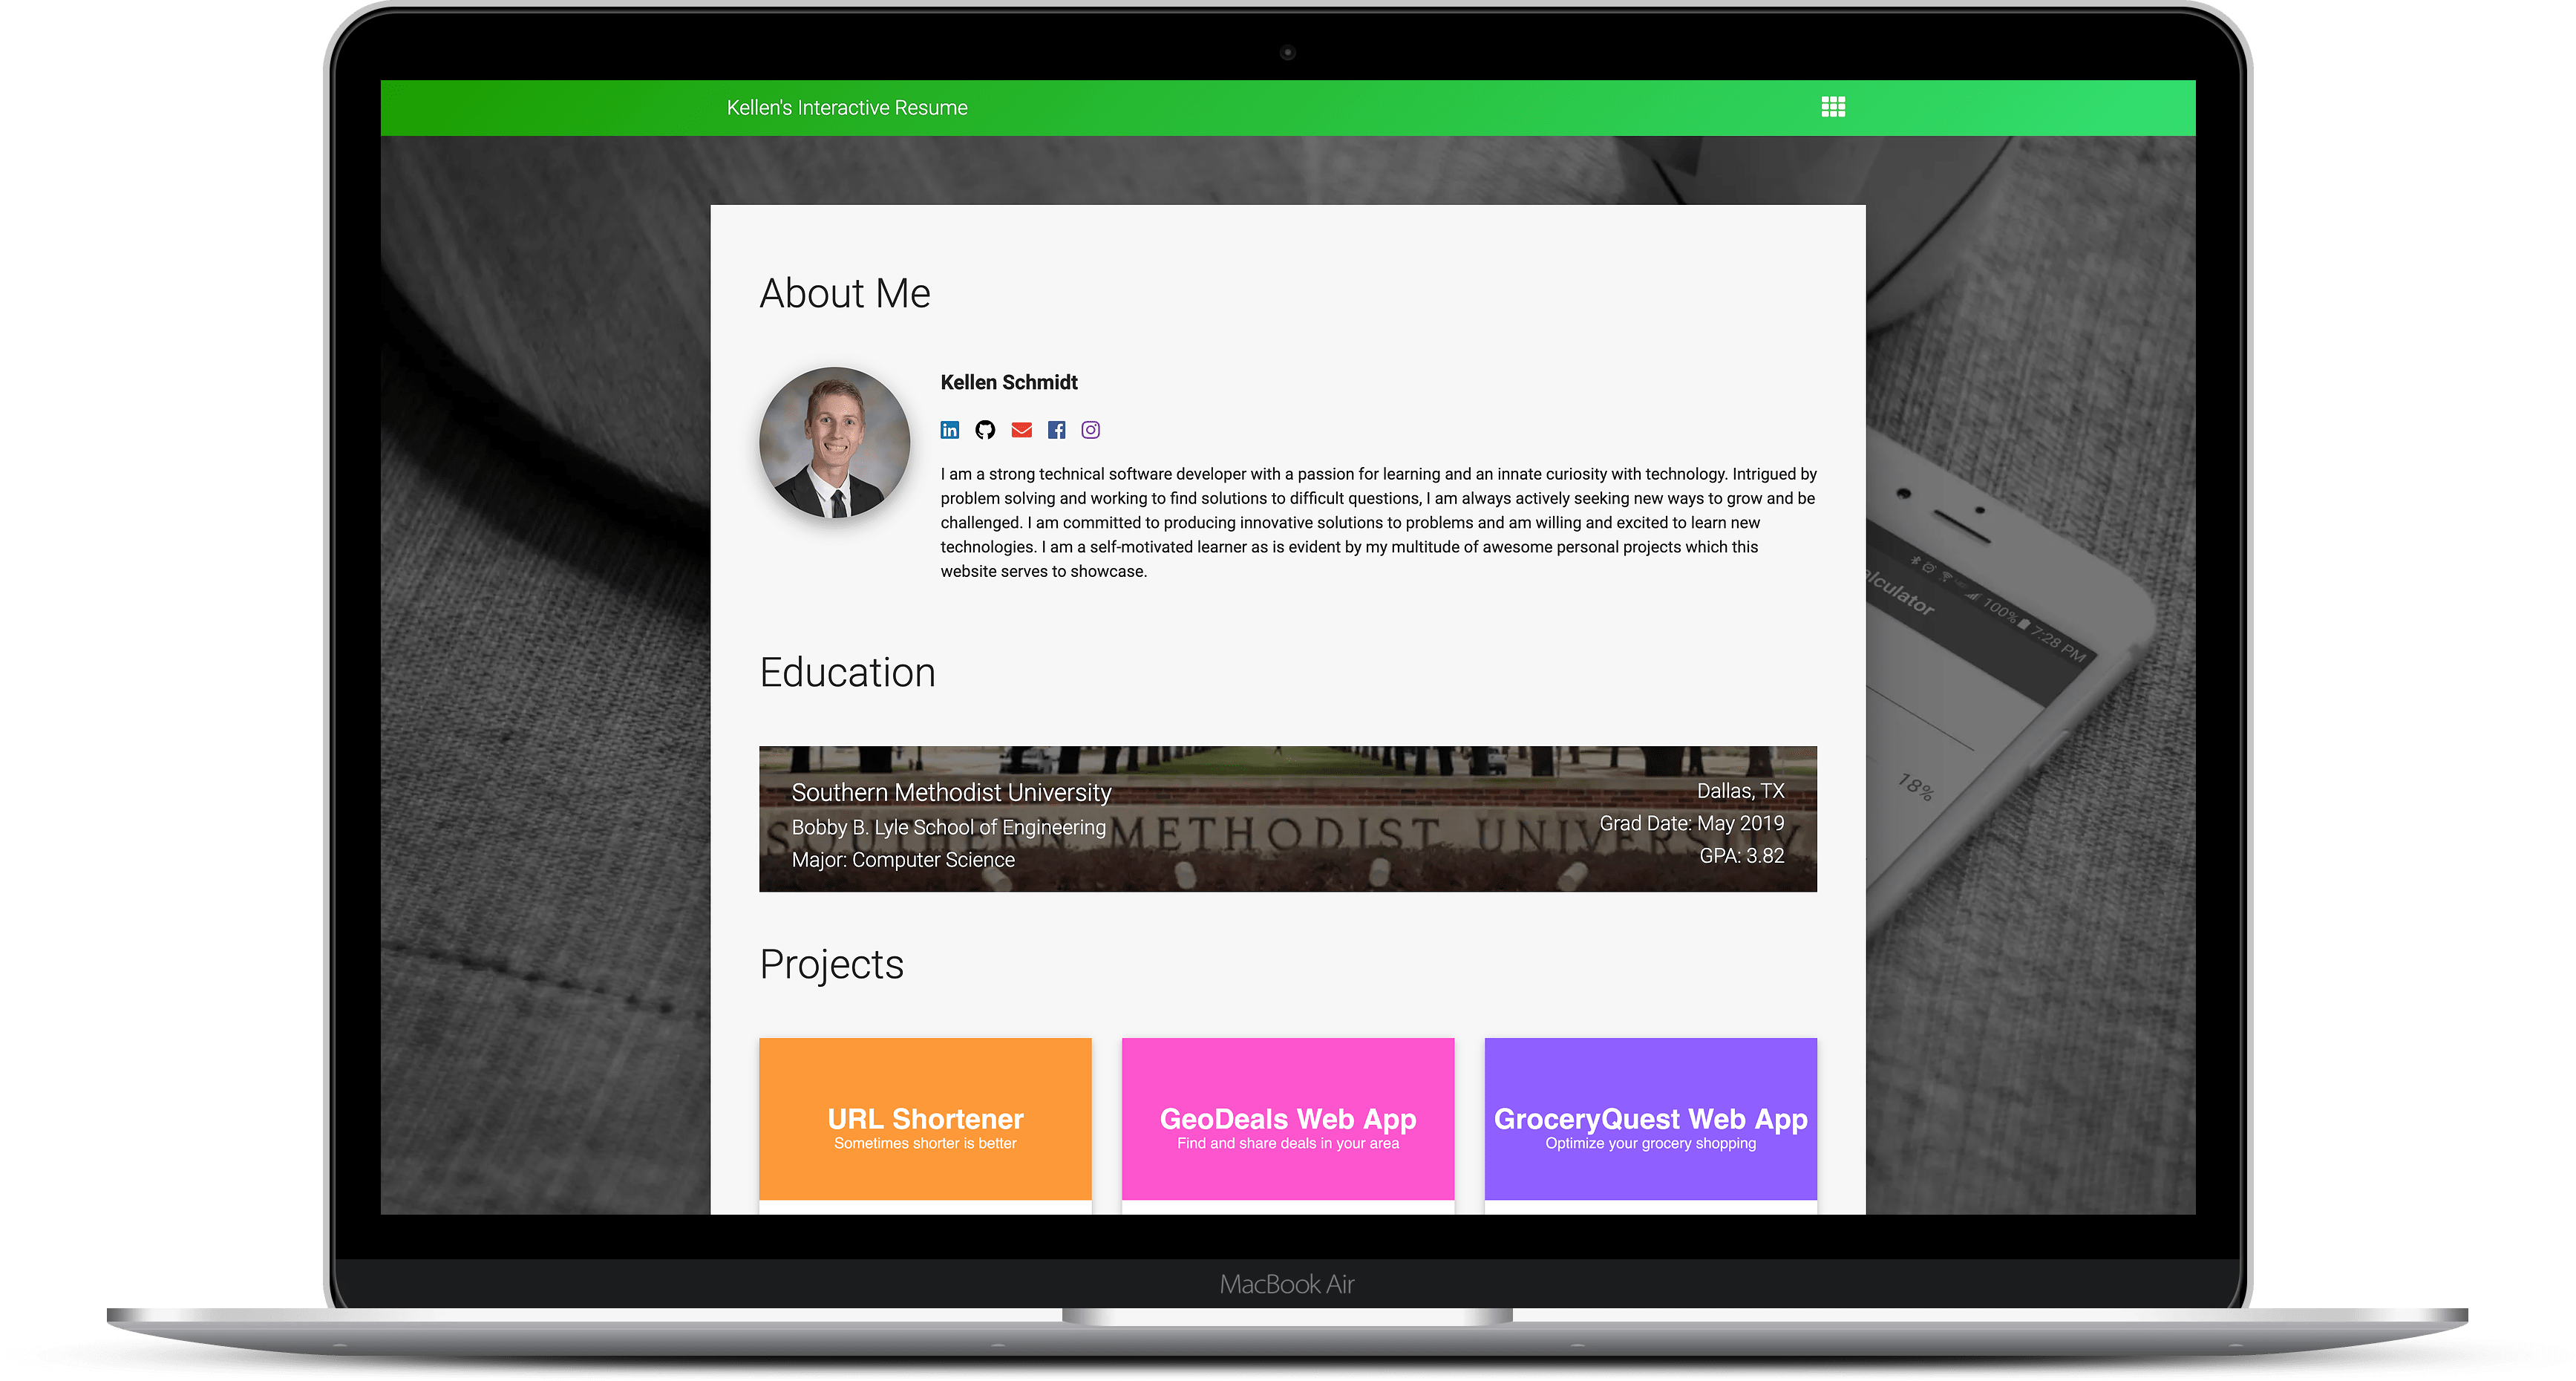 Kellen's Interactive Resume
About Me
Kellen Schmidt
I am a strong technical software developer with a passion for learning and an innate curiosity with technology. Intrigued by
problem solving and working to find solutions to difficult questions, I am always actively seeking new ways to grow and be
challenged. I am committed to producing innovative solutions to problems and am willing and excited to learn new
technologies. I am a self-motivated learner as is evident by my multitude of awesome personal projects which this
website serves to showcase.
100% 7:28 PM
alculator
18%
Education
Southern Methodist University
Bobby B. Lyle School of Engineering
Major: Computer Science
Dallas, TX
Grad Date: May 2019
GPA: 3.82
SOUTHERN METHODIST UNIVERSITY
Projects
URL Shortener
Sometimes shorter is better
GeoDeals Web App
Find and share deals in your area
GroceryQuest Web App
Optimize your grocery shopping
MacBook Air